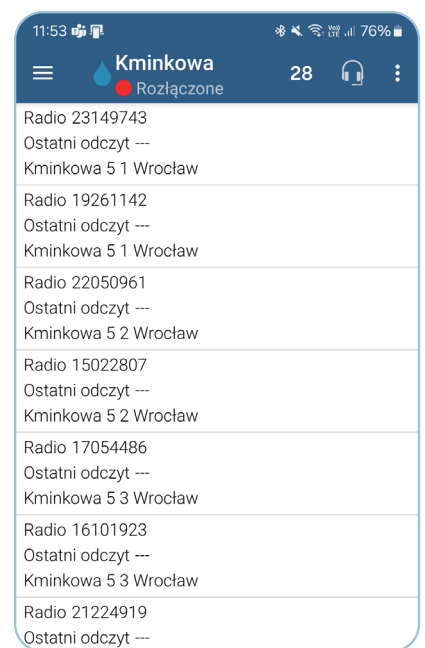 11:53 76%
Kminkowa
28
Rozłączone
Radio 23149743
Ostatni odczyt ---
Kminkowa 5 1 Wrocław
Radio 19261142
Ostatni odczyt ---
Kminkowa 5 1 Wrocław
Radio 22050961
Ostatni odczyt ---
Kminkowa 5 2 Wrocław
Radio 15022807
Ostatni odczyt ---
Kminkowa 5 2 Wrocław
Radio 17054486
Ostatni odczyt ---
Kminkowa 5 3 Wrocław
Radio 16101923
Ostatni odczyt ---
Kminkowa 5 3 Wrocław
Radio 21224919
Ostatni odczyt ---